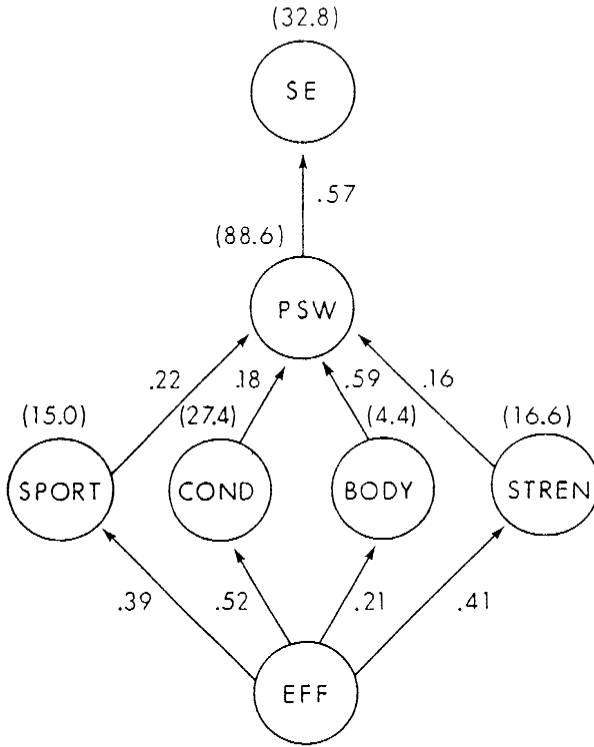 (32.8)
SE
.57
(88.6)
PSW
.22 .18 .59 .16
(15.0) (27.4) (4.4) (16.6)
SPORT COND BODY STREN
.39 .52 .21 .41
EFF